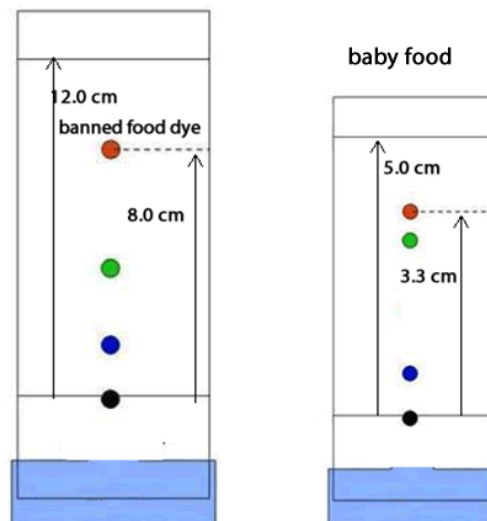 12.0 cm
banned food dye
8.0 cm
baby food
5.0 cm
3.3 cm